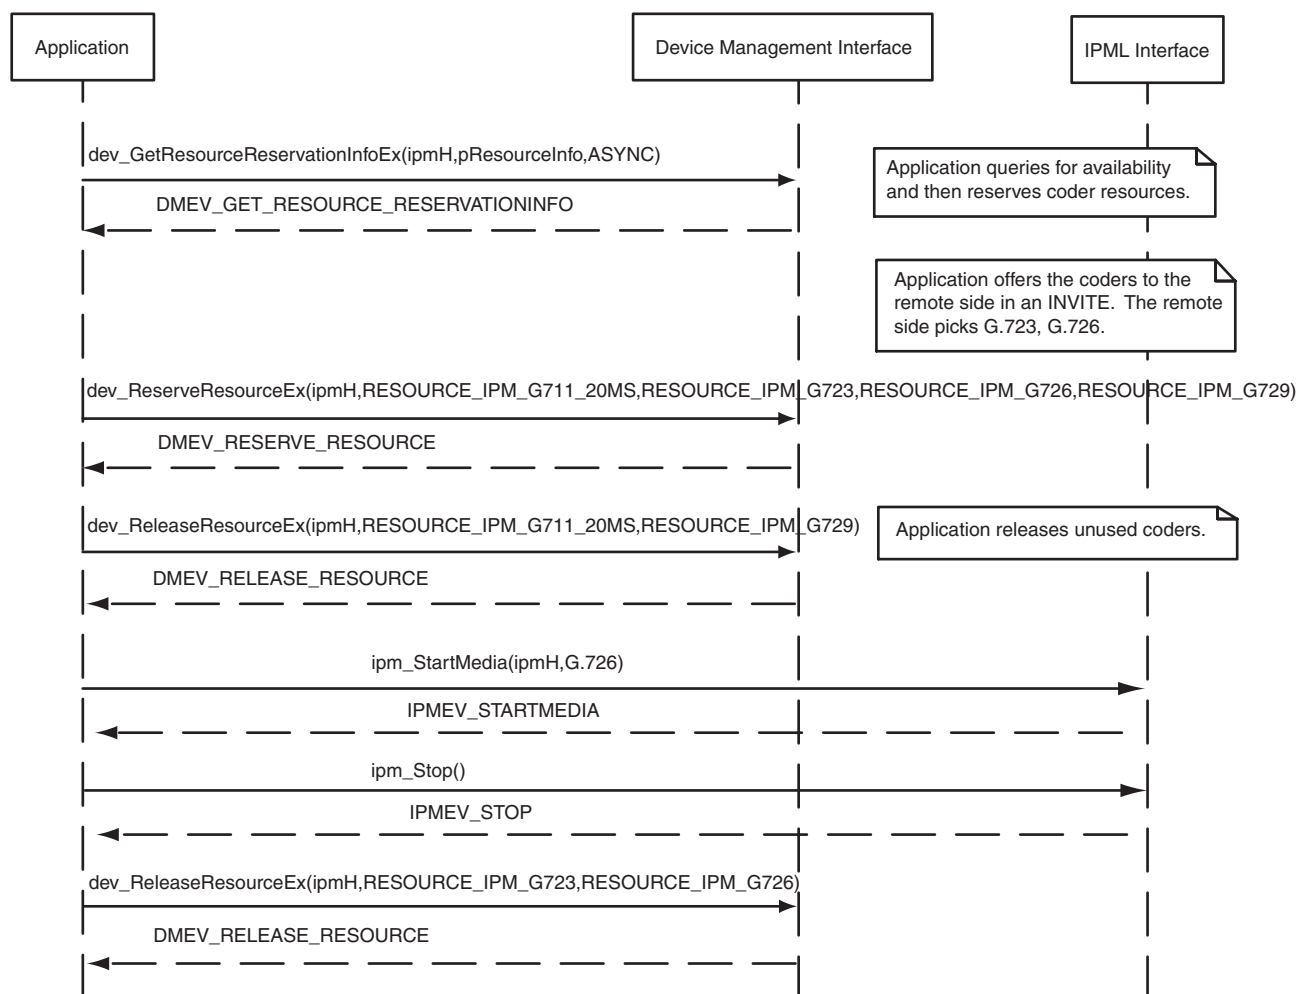 Application
Device Management Interface
IPML Interface
dev_GetResourceReservationInfoEx(ipmH,pResourceInfo,ASYNC)
Application queries for availability
and then reserves coder resources.
DMEV_GET_RESOURCE_RESERVATIONINFO
Application offers the coders to the
remote side in an INVITE. The remote
side picks G.723, G.726.
dev_ReserveResourceEx(ipmH,RESOURCE_IPM_G711_20MS,RESOURCE_IPM_G723,RESOURCE_IPM_G726,RESOURCE_IPM_G729)
DMEV_RESERVE_RESOURCE
dev_ReleaseResourceEx(ipmH,RESOURCE_IPM_G711_20MS,RESOURCE_IPM_G729)
Application releases unused coders.
DMEV_RELEASE_RESOURCE
ipm_StartMedia(ipmH,G.726)
IPMEV_STARTMEDIA
ipm_Stop()
IPMEV_STOP
dev_ReleaseResourceEx(ipmH,RESOURCE_IPM_G723,RESOURCE_IPM_G726)
DMEV_RELEASE_RESOURCE